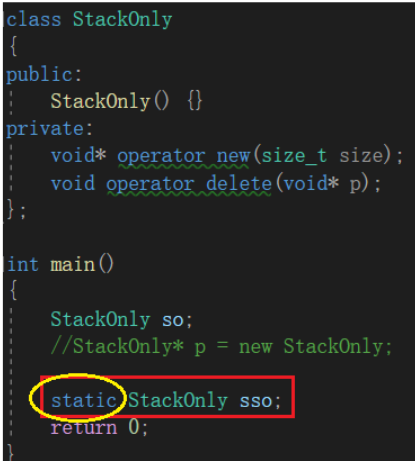 class StackOnly
{
public:
    StackOnly() {}
private:
    void* operator new(size_t size);
    void operator delete(void* p);
};
int main()
{
    StackOnly so;
    //StackOnly* p = new StackOnly;
    static StackOnly sso;
    return 0;
}